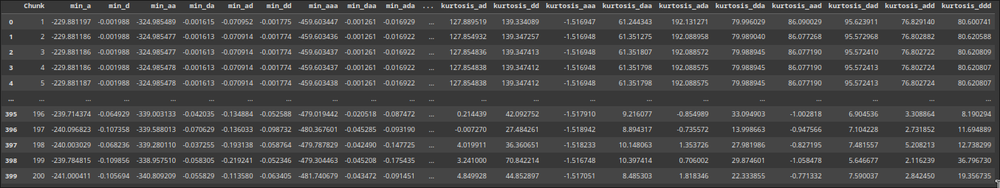 Chunk min_a min_d min_aa min_da min_ad min_dd min_aaa min_daa min_ada ... kurtosis_ad kurtosis_dd kurtosis_aaa kurtosis_daa kurtosis_ada kurtosis_dda kurtosis_aad kurtosis_dad kurtosis_add kurtosis_ddd
0 1 -229.881197 -0.001988 -324.985489 -0.001615 -0.070952 -0.001775 -459.603447 -0.001261 -0.016929 ... 127.889519 139.334089 -1.516947 61.244343 192.131271 79.996029 86.090029 95.623911 76.829140 80.600741
1 2 -229.881186 -0.001988 -324.985477 -0.001613 -0.070914 -0.001774 -459.603436 -0.001261 -0.016922 ... 127.854932 139.347257 -1.516948 61.351275 192.088958 79.989040 86.077268 95.572968 76.802882 80.620588
2 3 -229.881186 -0.001988 -324.985477 -0.001613 -0.070914 -0.001774 -459.603437 -0.001261 -0.016922 ... 127.854836 139.347413 -1.516948 61.351807 192.088572 79.988945 86.077190 95.572410 76.802722 80.620809
3 4 -229.881186 -0.001988 -324.985478 -0.001613 -0.070914 -0.001774 -459.603437 -0.001261 -0.016922 ... 127.854838 139.347412 -1.516948 61.351798 192.088575 79.988945 86.077190 95.572413 76.802724 80.620807
4 5 -229.881187 -0.001988 -324.985478 -0.001613 -0.070914 -0.001774 -459.603438 -0.001261 -0.016922 ... 127.854838 139.347412 -1.516948 61.351798 192.088575 79.988945 86.077190 95.572413 76.802724 80.620807
... ... ... ... ... ... ... ... ... ... ... ... ... ... ... ... ... ... ... ... ... ...
395 196 -239.714374 -0.064929 -339.003133 -0.042035 -0.134884 -0.052588 -479.019442 -0.020518 -0.087472 ... 0.214439 42.092752 -1.517910 9.216077 -0.854989 33.094903 -1.002818 6.904536 3.308864 8.190294
396 197 -240.096823 -0.107358 -339.588013 -0.070629 -0.136033 -0.098732 -480.367601 -0.045285 -0.093190 ... -0.007270 27.484261 -1.518942 8.894317 -0.735572 13.998663 -0.947566 7.104228 2.731852 11.694889
397 198 -240.003029 -0.068236 -339.280110 -0.037255 -0.193138 -0.058764 -479.787829 -0.042490 -0.147725 ... 4.019911 36.360651 -1.518233 10.148063 1.353726 27.981986 -0.827195 7.481557 5.208213 12.738299
398 199 -239.784815 -0.109856 -338.957510 -0.058305 -0.219241 -0.052346 -479.304463 -0.045208 -0.175435 ... 3.241000 70.842214 -1.516748 10.397414 0.706002 29.874601 -1.058478 5.646677 2.116239 36.796730
399 200 -241.000411 -0.105694 -340.809209 -0.055829 -0.113580 -0.063405 -481.740679 -0.043472 -0.091451 ... 4.849928 44.852897 -1.517051 8.485303 1.818346 22.333855 -0.771332 7.590037 2.842450 19.356735